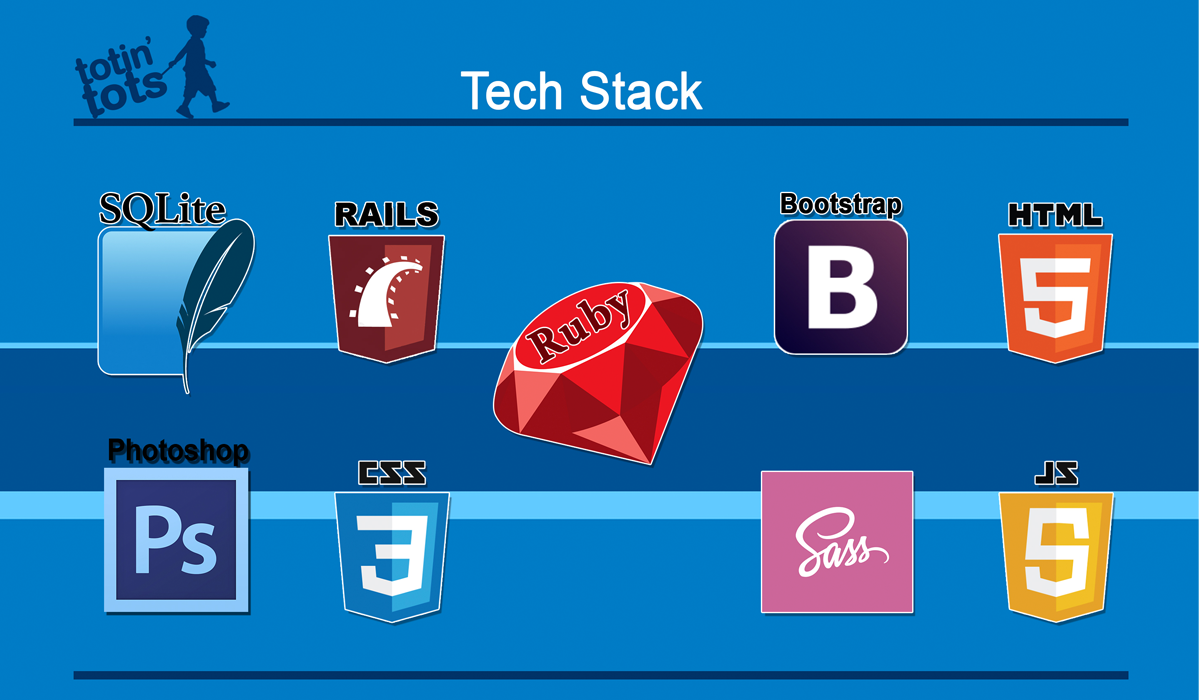 totin'
tots
Tech Stack
SQLite
RAILS
Ruby
Bootstrap
B
HTML
5
Photoshop
Ps
CSS
3
Sass
JS
5